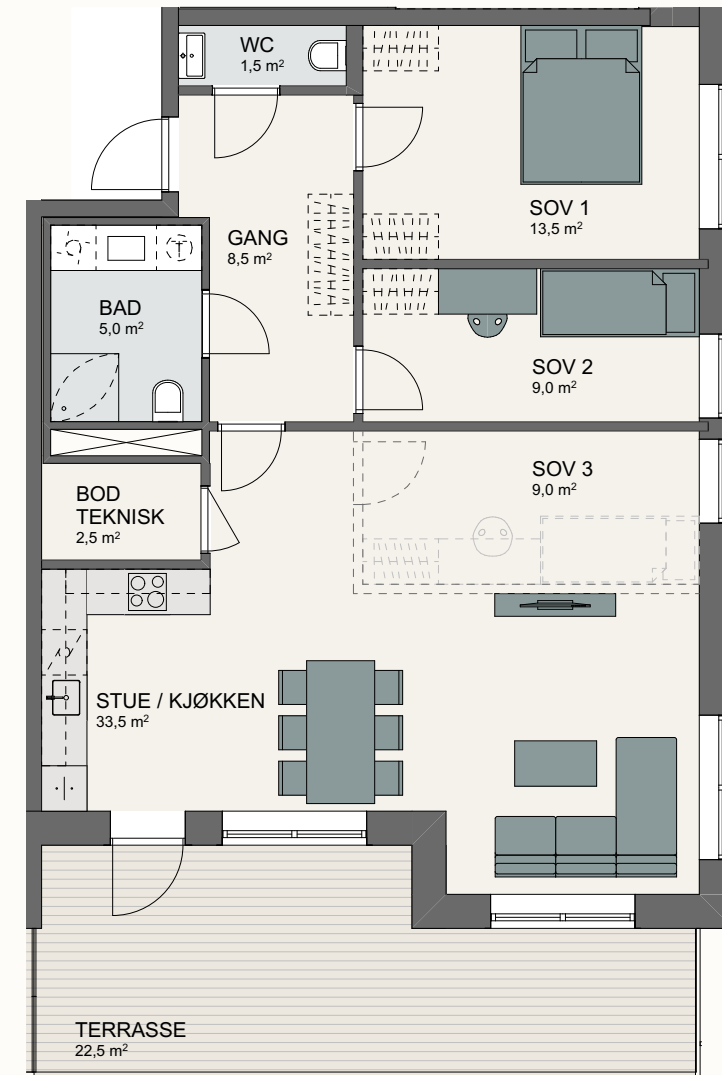 WC
1,5 m²
SOV 1
13,5 m²
GANG
8,5 m²
BAD
5,0 m²
SOV 2
9,0 m²
SOV 3
9,0 m²
BOD
TEKNISK
2,5 m²
STUE / KJØKKEN
33,5 m²
TERRASSE
22,5 m²